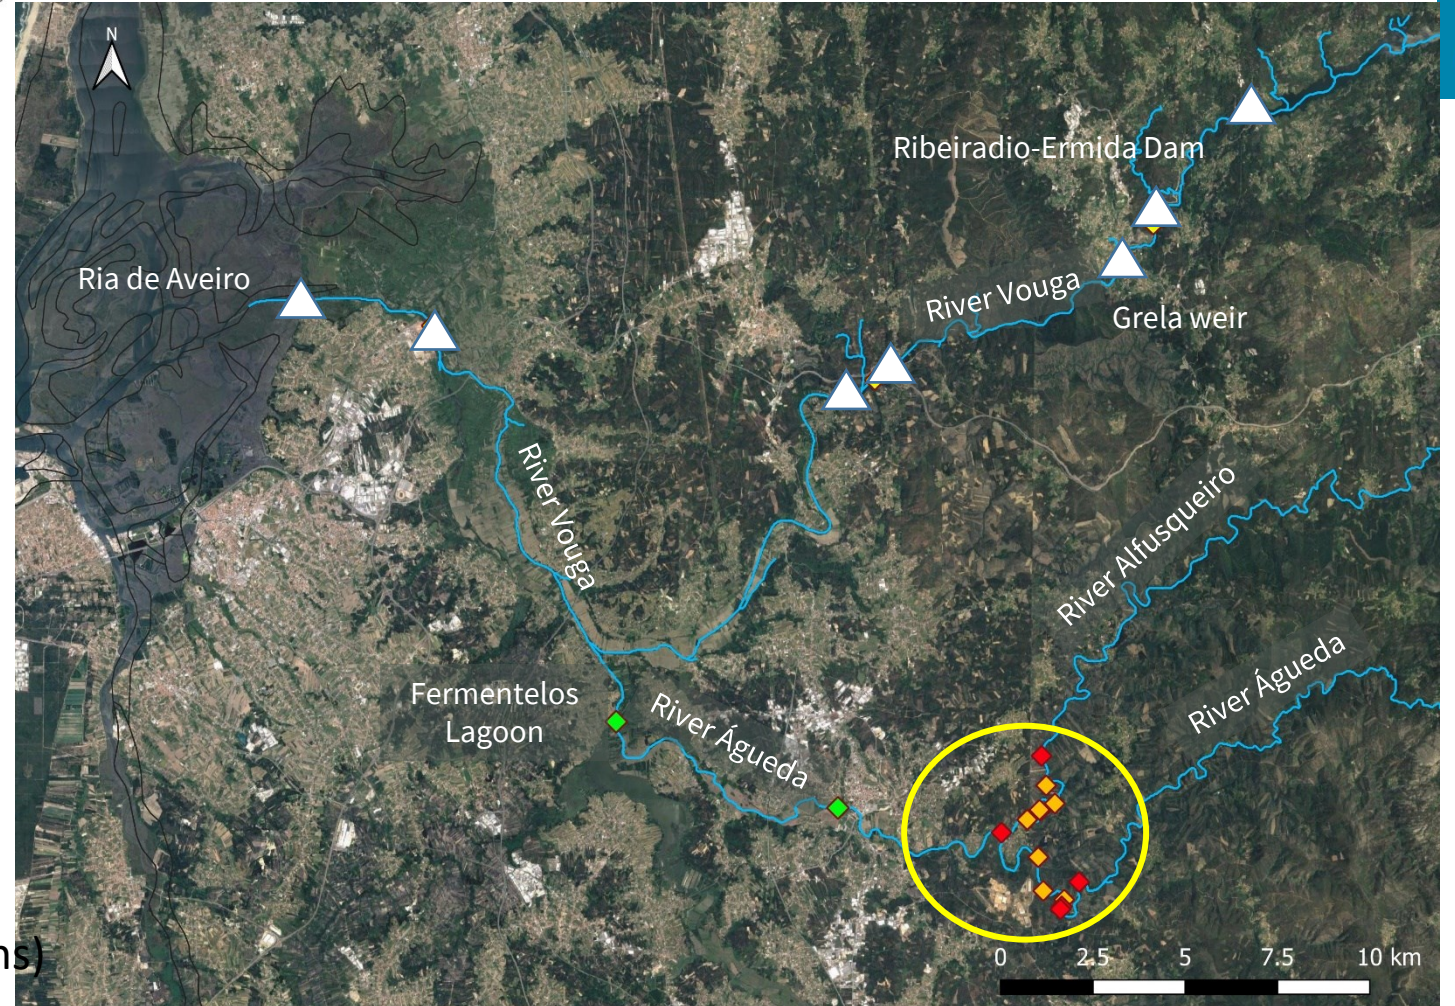 N
Ribeiradio-Ermida Dam
Ria de Aveiro
River Vouga
Grela weir
River Vouga
River Alfusqueiro
River Águeda
Fermentelos
Lagoon
River Águeda
ns)
0 2.5 5 7.5 10 km